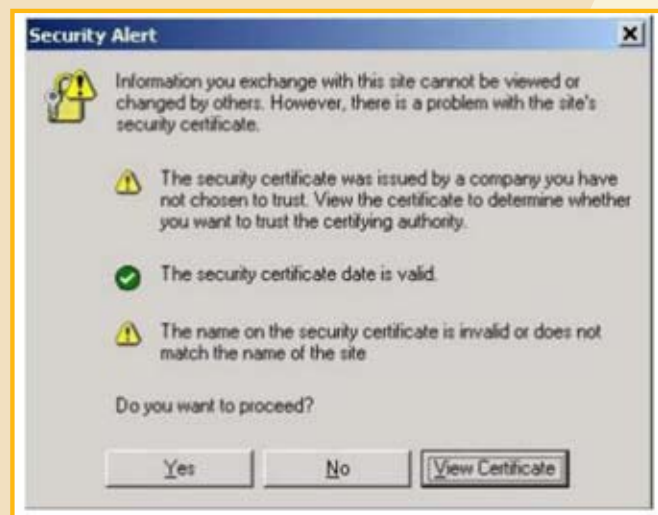 Security Alert
Information you exchange with this site cannot be viewed or
changed by others. However, there is a problem with the site's
security certificate.
The security certificate was issued by a company you have
not chosen to trust. View the certificate to determine whether
you want to trust the certifying authority.
The security certificate date is valid.
The name on the security certificate is invalid or does not
match the name of the site
Do you want to proceed?
Yes
No
View Certificate